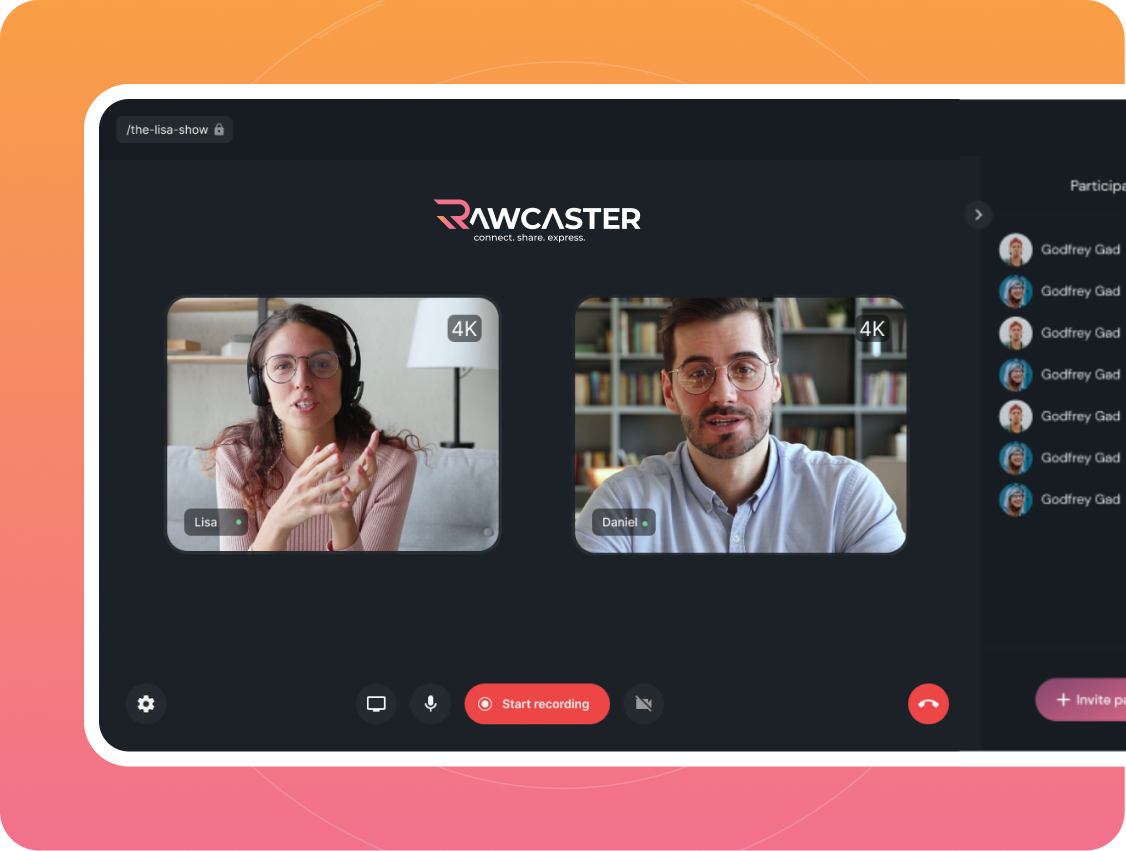 /the-lisa-show
Participa
RAWCASTER
connect. share. express.
Godfrey Gad
Godfrey Gad
Godfrey Gad
Godfrey Gad
Godfrey Gad
Godfrey Gad
Godfrey Gad
4K
4K
Lisa
Daniel
Start recording
+ Invite pa